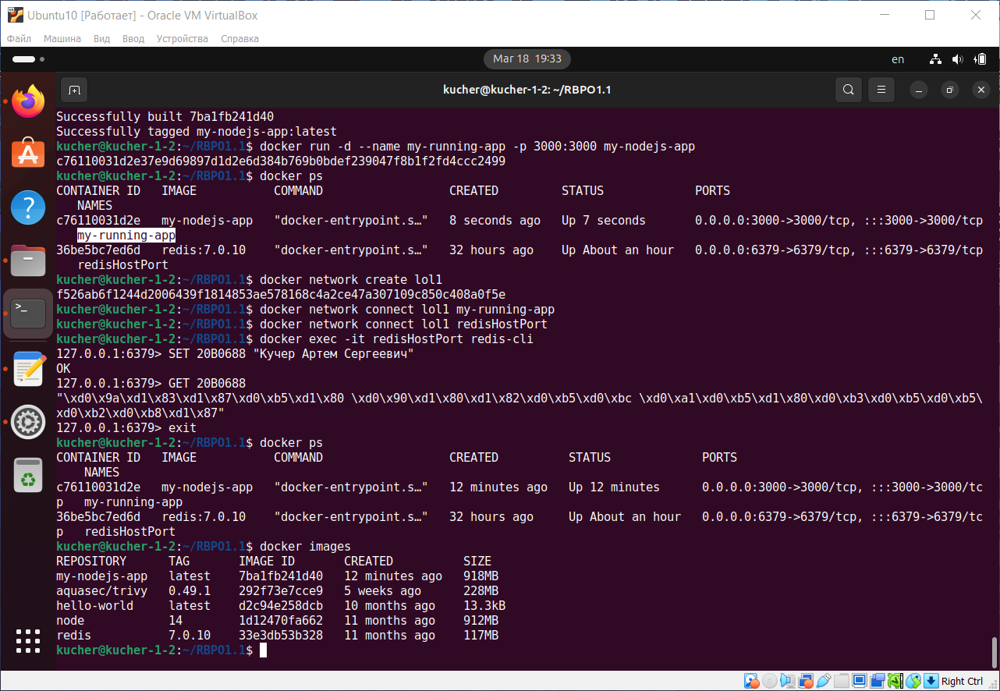 Ubuntu10 [Работает] - Oracle VM VirtualBox
Файл Машина Вид Ввод Устройства Справка
Mar 18 19:33
en
kucher@kucher-1-2: ~/RBPO1.1
Successfully built 7ba1fb241d40
Successfully tagged my-nodejs-app:latest
kucher@kucher-1-2:~/RBPO1.1$ docker run -d --name my-running-app -p 3000:3000 my-nodejs-app
c76110031d2e37e9d69897d1d2e6d384b769b0bdef239047f8b1f2fd4ccc2499
kucher@kucher-1-2:~/RBPO1.1$ docker ps
CONTAINER ID   IMAGE           COMMAND                  CREATED         STATUS             PORTS
   NAMES
c76110031d2e   my-nodejs-app   "docker-entrypoint.s…"   8 seconds ago   Up 7 seconds       0.0.0.0:3000->3000/tcp, :::3000->3000/tcp
   my-running-app
36be5bc7ed6d   redis:7.0.10    "docker-entrypoint.s…"   32 hours ago    Up About an hour   0.0.0.0:6379->6379/tcp, :::6379->6379/tcp
   redisHostPort
kucher@kucher-1-2:~/RBPO1.1$ docker network create lol1
f526ab6f1244d2006439f1814853ae578168c4a2ce47a307109c850c408a0f5e
kucher@kucher-1-2:~/RBPO1.1$ docker network connect lol1 my-running-app
kucher@kucher-1-2:~/RBPO1.1$ docker network connect lol1 redisHostPort
kucher@kucher-1-2:~/RBPO1.1$ docker exec -it redisHostPort redis-cli
127.0.0.1:6379> SET 20B0688 "Кучер Артем Сергеевич"
OK
127.0.0.1:6379> GET 20B0688
"\xd0\x9a\xd1\x83\xd1\x87\xd0\xb5\xd1\x80 \xd0\x90\xd1\x80\xd1\x82\xd0\xb5\xd0\xbc \xd0\xa1\xd0\xb5\xd1\x80\xd0\xb3\xd0\xb5\xd0\xb5\
xd0\xb2\xd0\xb8\xd1\x87"
127.0.0.1:6379> exit
kucher@kucher-1-2:~/RBPO1.1$ docker ps
CONTAINER ID   IMAGE           COMMAND                  CREATED          STATUS             PORTS
    NAMES
c76110031d2e   my-nodejs-app   "docker-entrypoint.s…"   12 minutes ago   Up 12 minutes      0.0.0.0:3000->3000/tcp, :::3000->3000/tc
p   my-running-app
36be5bc7ed6d   redis:7.0.10    "docker-entrypoint.s…"   32 hours ago     Up About an hour   0.0.0.0:6379->6379/tcp, :::6379->6379/tc
p   redisHostPort
kucher@kucher-1-2:~/RBPO1.1$ docker images
REPOSITORY      TAG       IMAGE ID       CREATED          SIZE
my-nodejs-app   latest    7ba1fb241d40   12 minutes ago   918MB
aquasec/trivy   0.49.1    292f73e7cce9   5 weeks ago      228MB
hello-world     latest    d2c94e258dcb   10 months ago    13.3kB
node            14        1d12470fa662   11 months ago    912MB
redis           7.0.10    33e3db53b328   11 months ago    117MB
kucher@kucher-1-2:~/RBPO1.1$
Right Ctrl